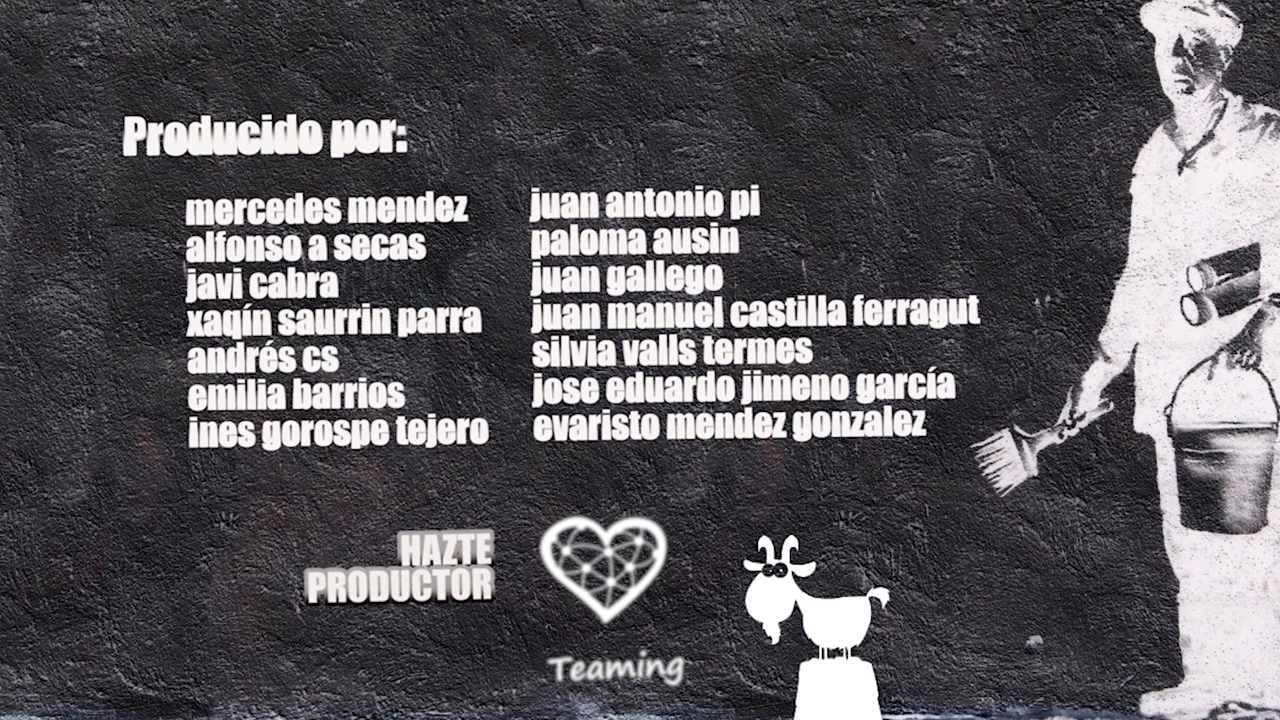 Producido por:
mercedes mendez
alfonso a secas
javi cabra
xaqín saurrin parra
andrés cs
emilia barrios
ines gorospe tejero
juan antonio pi
paloma ausin
juan gallego
juan manuel castilla ferragut
silvia valls termes
jose eduardo jimeno garcía
evaristo mendez gonzalez
HAZTE
PRODUCTOR
Teaming